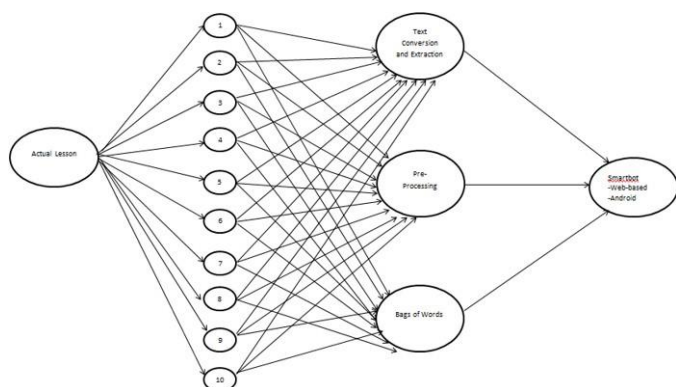 1
2
3
4
5
6
7
8
9
10
Actual Lesson
Text
Conversion
and Extraction
Pre-
Processing
Bags of Words
Smartbot
-Web-based
-Android